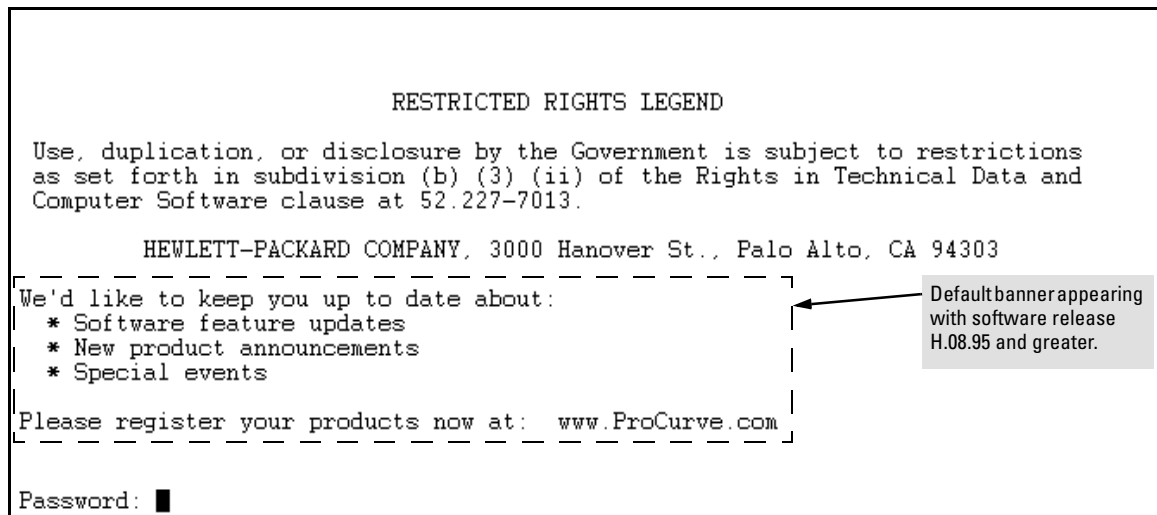 RESTRICTED RIGHTS LEGEND
Use, duplication, or disclosure by the Government is subject to restrictions
as set forth in subdivision (b) (3) (ii) of the Rights in Technical Data and
Computer Software clause at 52.227-7013.
HEWLETT-PACKARD COMPANY, 3000 Hanover St., Palo Alto, CA 94303
We'd like to keep you up to date about:
* Software feature updates
* New product announcements
* Special events
Please register your products now at: www.ProCurve.com
Default banner appearing
with software release
H.08.95 and greater.
Password: